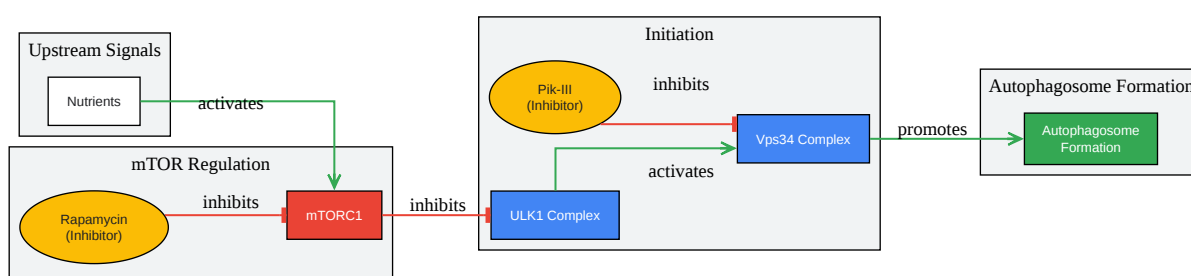 Upstream Signals
Nutrients
activates
mTOR Regulation
Rapamycin
(Inhibitor)
inhibits
mTORC1
inhibits
Initiation
Pik-III
(Inhibitor)
inhibits
Vps34 Complex
activates
ULK1 Complex
promotes
Autophagosome Formation
Autophagosome
Formation